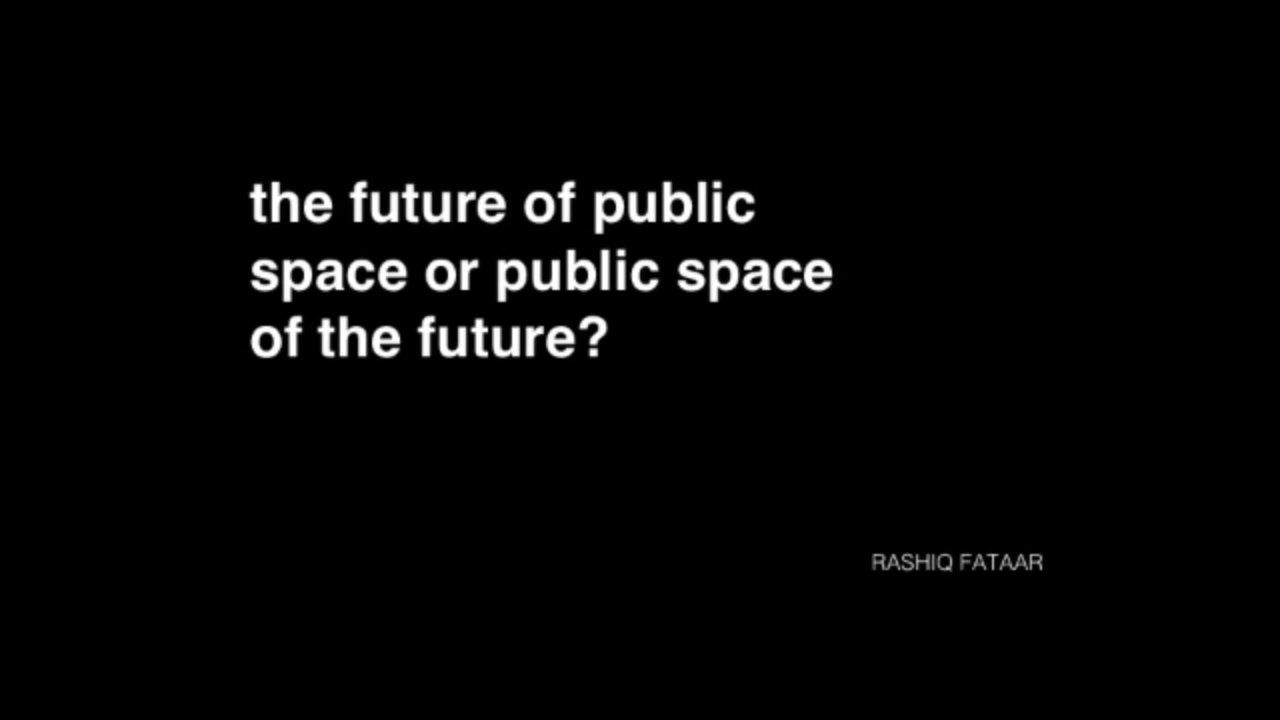 the future of public
space or public space
of the future?
RASHIQ FATAAR